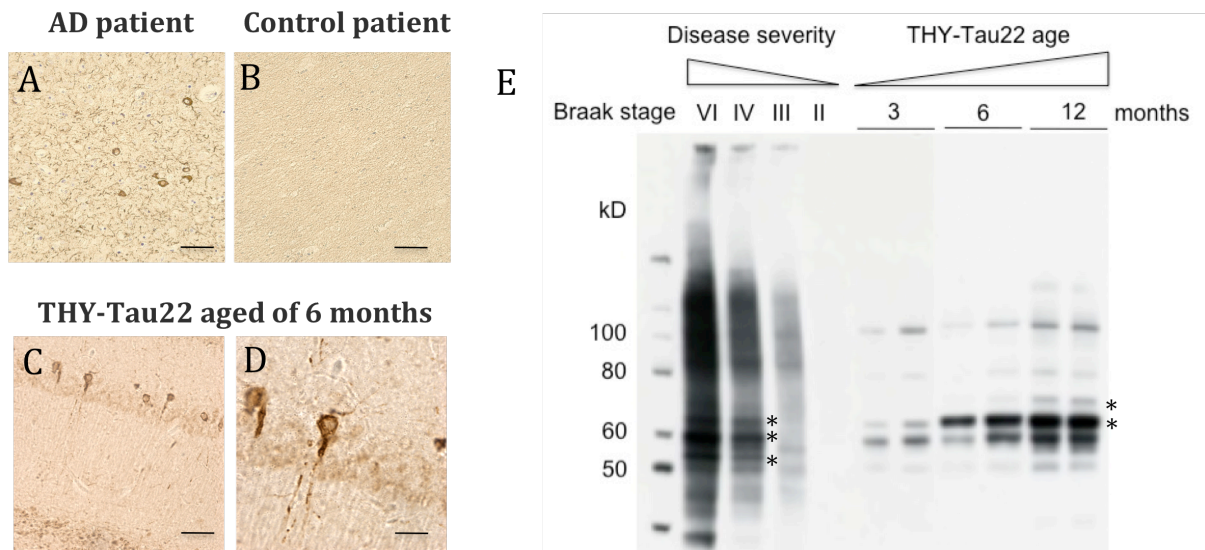 AD patient
Control patient
A
B
THY-Tau22 aged of 6 months
C
D
E
Disease severity
THY-Tau22 age
Braak stage VI IV III II 3 6 12 months
kD
100
80
60
50
*
*
*
*
*